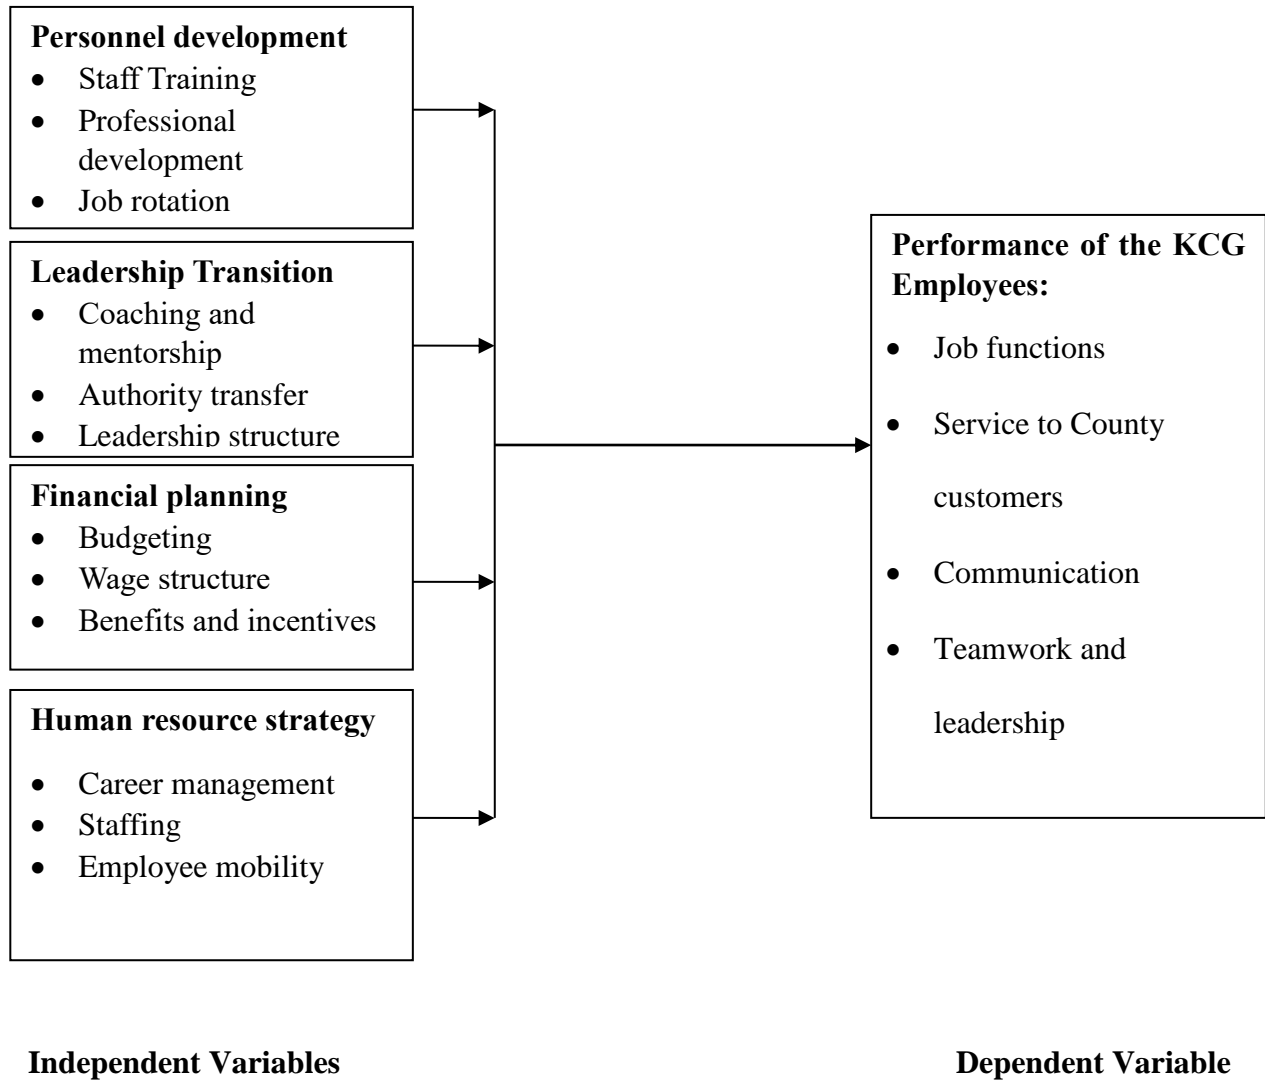 Personnel development
• Staff Training
• Professional
development
• Job rotation
Leadership Transition
• Coaching and
mentorship
• Authority transfer
• Leadership structure
Financial planning
• Budgeting
• Wage structure
• Benefits and incentives
Human resource strategy
• Career management
• Staffing
• Employee mobility
Performance of the KCG
Employees:
• Job functions
• Service to County
customers
• Communication
• Teamwork and
leadership
Independent Variables
Dependent Variable